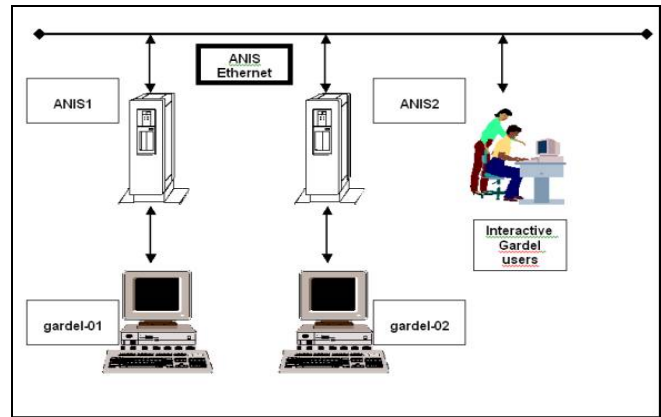 ANIS
Ethernet
ANIS1
ANIS2
Interactive
Gardel
users
gardel-01
gardel-02